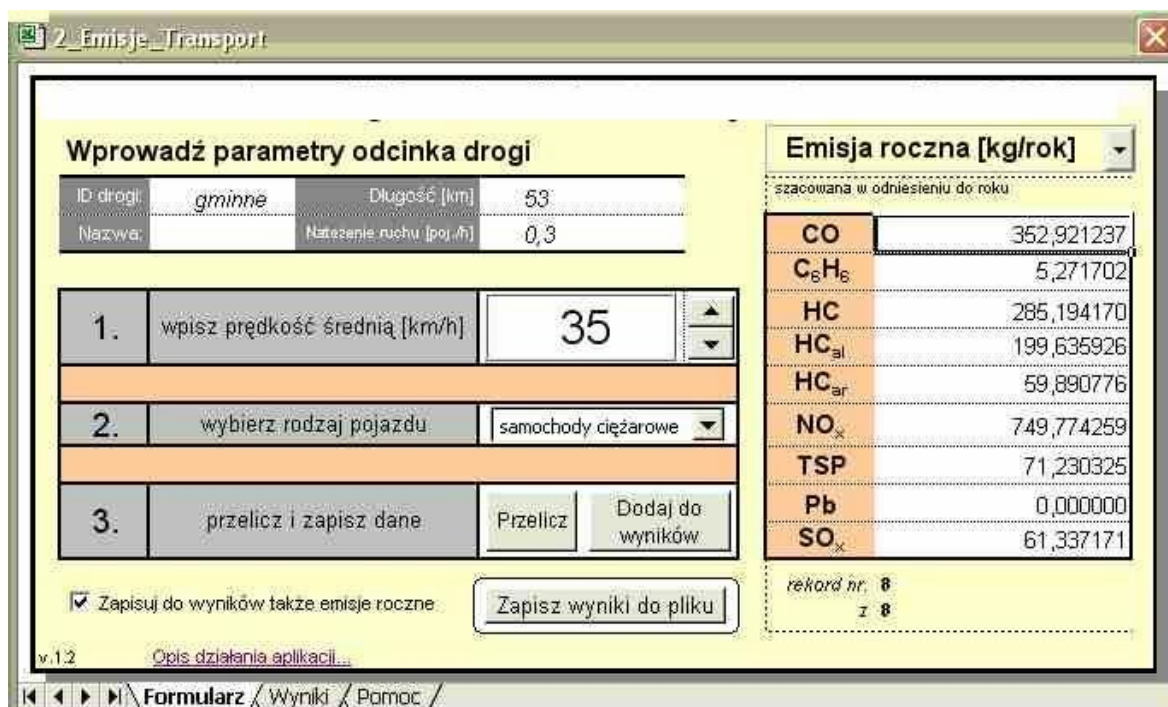 2_Emisje_Transport
Wprowadź parametry odcinka drogi
ID drogi: gminne Długość [km] 53
Nazwa: Natężenie ruchu [poj./h] 0,3
1. wpisz prędkość średnią [km/h] 35
2. wybierz rodzaj pojazdu samochody ciężarowe
3. przelicz i zapisz dane Przelicz Dodaj do wyników
Zapisuj do wyników także emisje roczne Zapisz wyniki do pliku
v.1.2 Opis działania aplikacji...
Emisja roczna [kg/rok]
szacowana w odniesieniu do roku
CO 352,921237
C₆H₆ 5,271702
HC 285,194170
HCal 199,635926
HCar 59,890776
NOx 749,774259
TSP 71,230325
Pb 0,000000
SOx 61,337171
rekord nr. 8
z 8
Formularz Wyniki Pomoc